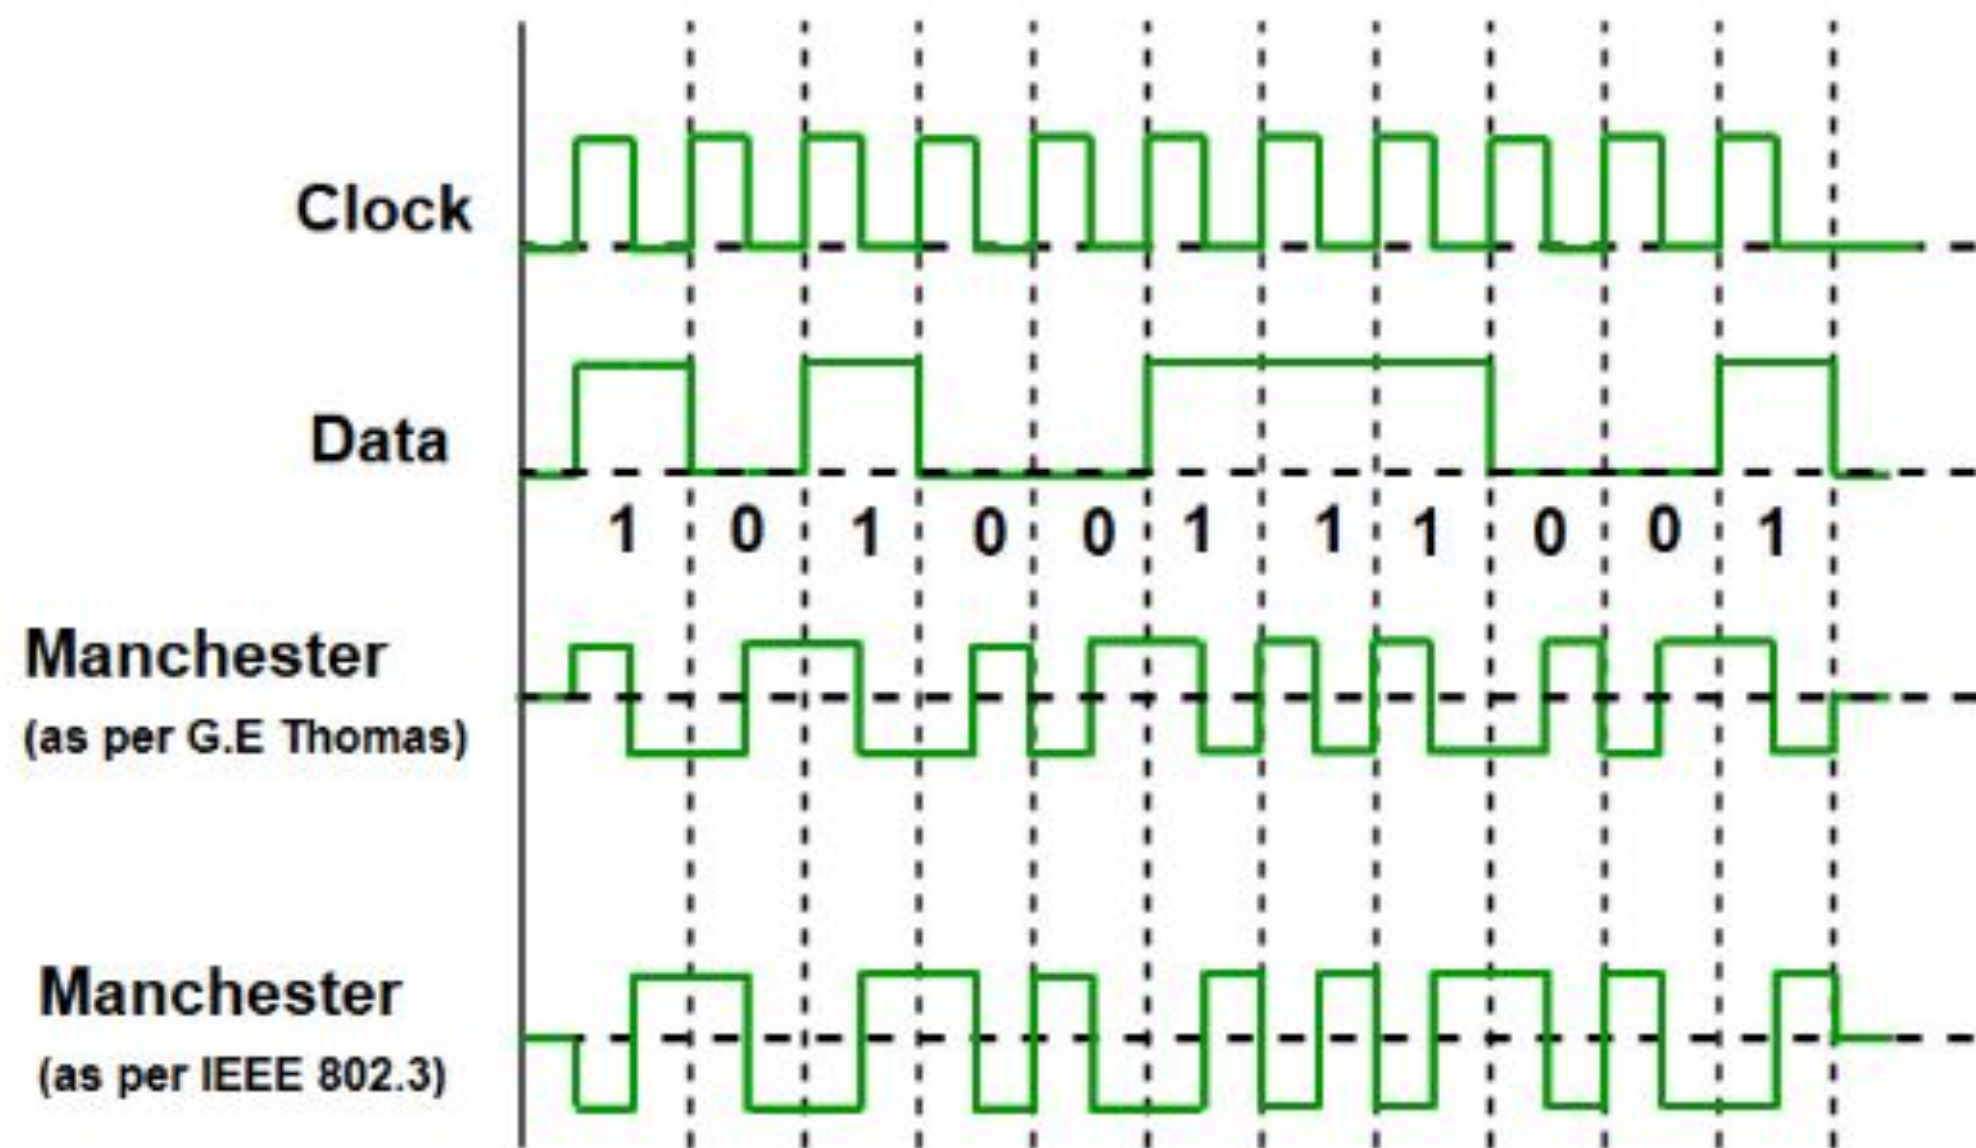 Clock
Data
1 0 1 0 0 1 1 1 0 0 1
Manchester
(as per G.E Thomas)
Manchester
(as per IEEE 802.3)